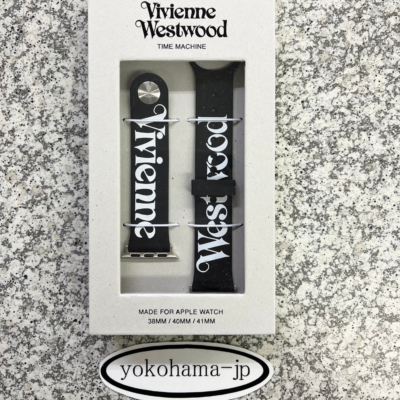 Vivienne
Westwood
TIME MACHINE
Vivienne
Westwood
MADE FOR APPLE WATCH
38MM / 40MM / 41MM
yokohama-jp